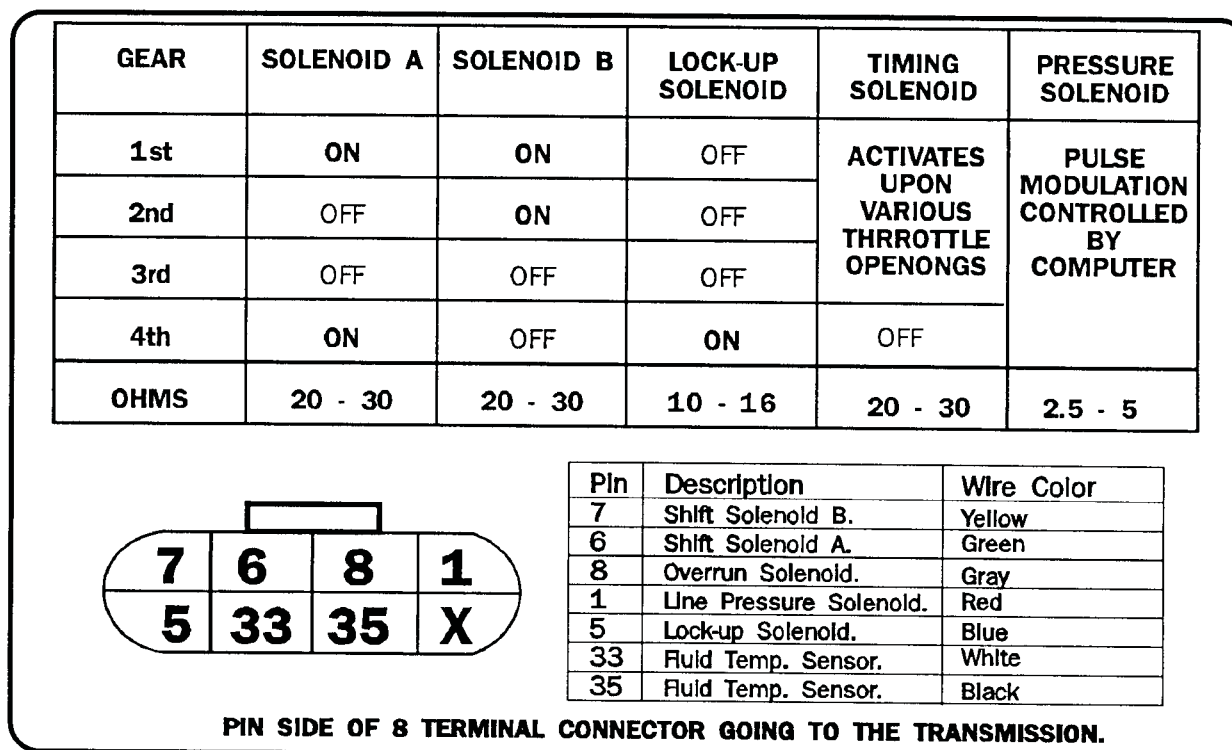 GEAR SOLENOID A SOLENOID B LOCK-UP SOLENOID TIMING SOLENOID PRESSURE SOLENOID
1st ON ON OFF ACTIVATES UPON VARIOUS THRROTTLE OPENONGS PULSE MODULATION CONTROLLED BY COMPUTER
2nd OFF ON OFF
3rd OFF OFF OFF
4th ON OFF ON OFF
OHMS 20 - 30 20 - 30 10 - 16 20 - 30 2.5 - 5
7 6 8 1
5 33 35 X
Pin Description Wire Color
7 Shift Solenoid B. Yellow
6 Shift Solenoid A. Green
8 Overrun Solenoid. Gray
1 Line Pressure Solenoid. Red
5 Lock-up Solenoid. Blue
33 Fluid Temp. Sensor. White
35 Fluid Temp. Sensor. Black
PIN SIDE OF 8 TERMINAL CONNECTOR GOING TO THE TRANSMISSION.